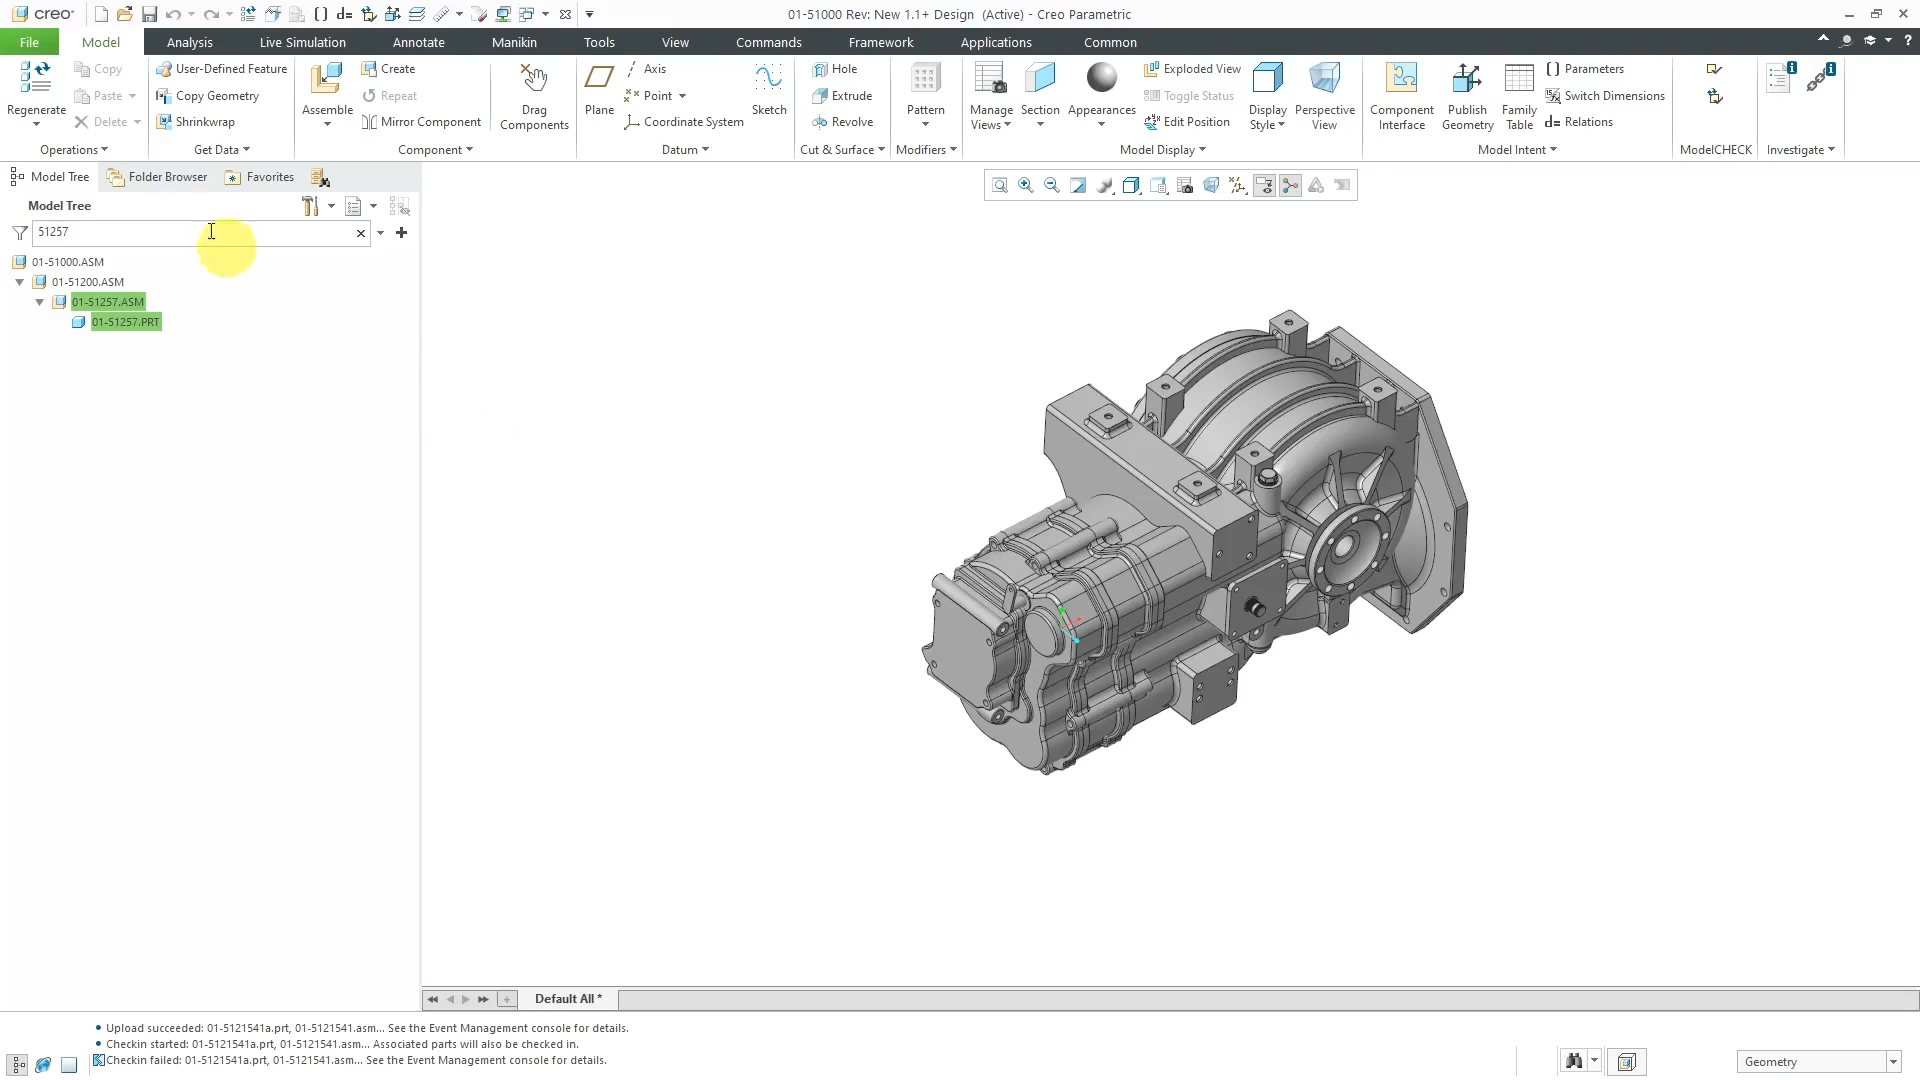 creo
01-51000 Rev: New 1.1+ Design (Active) - Creo Parametric
File Model Analysis Live Simulation Annotate Manikin Tools View Commands Framework Applications Common
Regenerate
Copy
Paste
Delete
Operations
User-Defined Feature
Copy Geometry
Shrinkwrap
Get Data
Assemble
Create
Repeat
Mirror Component
Drag Components
Component
Plane
Axis
Point
Coordinate System
Sketch
Datum
Hole
Extrude
Revolve
Cut & Surface
Pattern
Modifiers
Manage Views
Section
Appearances
Exploded View
Toggle Status
Edit Position
Display Style
Perspective View
Model Display
Component Interface
Publish Geometry
Family Table
Parameters
Switch Dimensions
d= Relations
Model Intent
ModelCHECK
Investigate
Model Tree Folder Browser Favorites
Model Tree
51257
01-51000.ASM
01-51200.ASM
01-51257.ASM
01-51257.PRT
Default All *
• Upload succeeded: 01-5121541a.prt, 01-5121541.asm... See the Event Management console for details.
• Checkin started: 01-5121541a.prt, 01-5121541.asm... Associated parts will also be checked in.
Checkin failed: 01-5121541a.prt, 01-5121541.asm... See the Event Management console for details.
Geometry